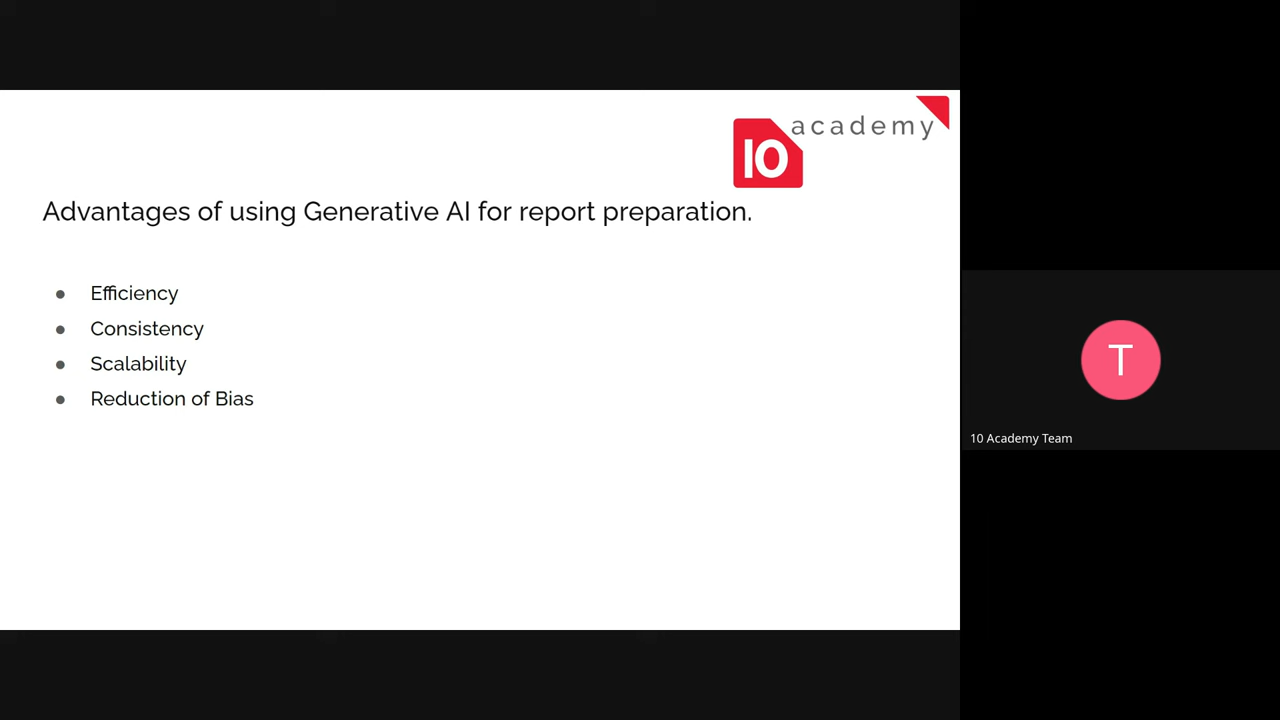 10 academy
Advantages of using Generative AI for report preparation.
● Efficiency
● Consistency
● Scalability
● Reduction of Bias
T
10 Academy Team